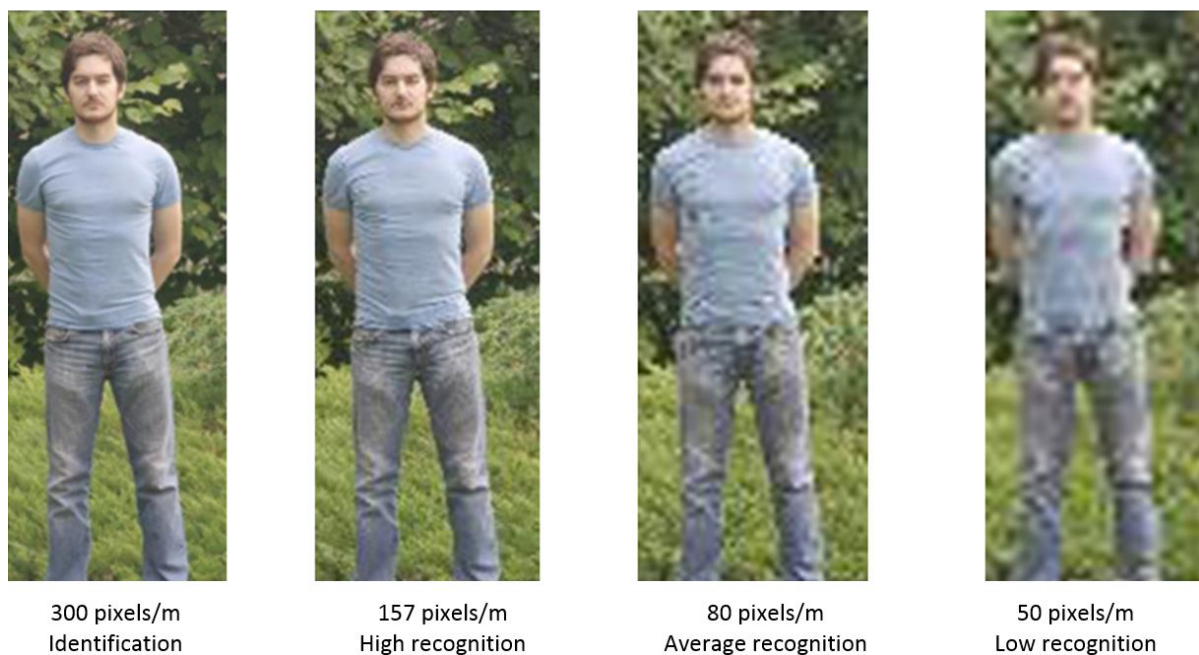 300 pixels/m
Identification
157 pixels/m
High recognition
80 pixels/m
Average recognition
50 pixels/m
Low recognition